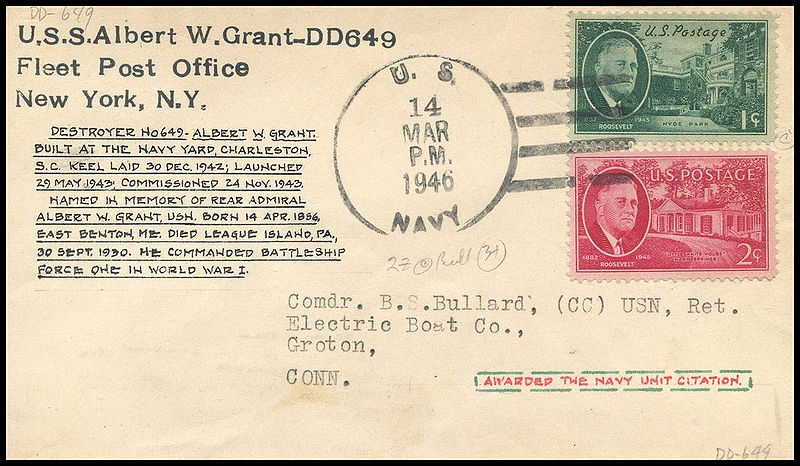 DD-649
U.S.S.Albert W.Grant-DD649
Fleet Post Office
New York, N.Y.
DESTROYER NO649- ALBERT W. GRANT.
BUILT AT THE NAVY YARD, CHARLESTON,
S.C. KEEL LAID 30 DEC. 1942; LAUNCHED
29 MAY 1943; COMMISSIONED 24 NOV. 1943.
NAMED IN MEMORY OF REAR ADMIRAL
ALBERT W. GRANT, USN. BORN 14 APR. 1856,
EAST BENTON, ME. DIED LEAGUE ISLAND, PA,
30 SEPT. 1930. HE COMMANDED BATTLESHIP
FORCE ONE IN WORLD WAR I.
U. S.
14
MAR
P.M.
1946
NAVY
U.S. Postage
1882 1945
ROOSEVELT
HYDE PARK
1¢
U.S. POSTAGE
1882 1945
ROOSEVELT
2¢
Comdr. B.S.Bullard, (CC) USN, Ret.
Electric Boat Co.,
Groton,
CONN.
AWARDED THE NAVY UNIT CITATION.
DD-649